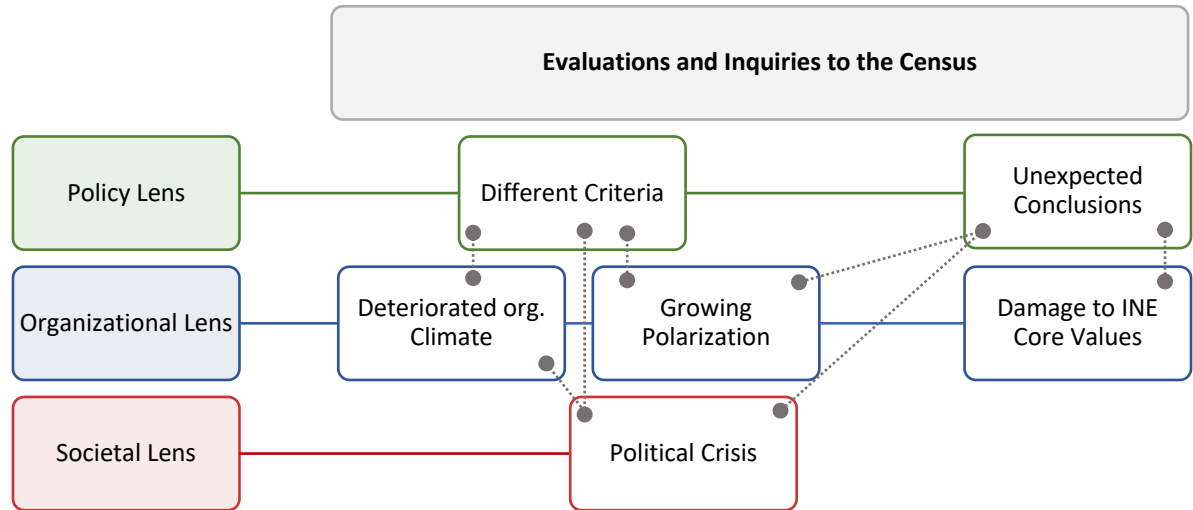 Evaluations and Inquiries to the Census
Policy Lens
Different Criteria
Unexpected
Conclusions
Organizational Lens
Deteriorated org.
Climate
Growing
Polarization
Damage to INE
Core Values
Societal Lens
Political Crisis